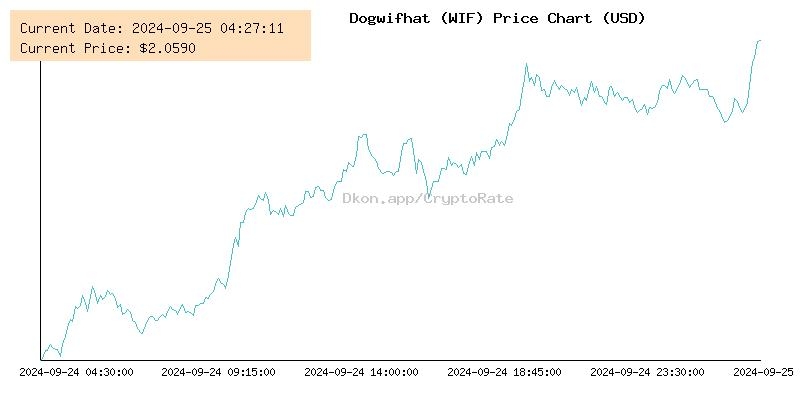 Dogwifhat (WIF) Price Chart (USD)
Current Date: 2024-09-25 04:27:11
Current Price: $2.0590
Dkon.app/CryptoRate
2024-09-24 04:30:00 2024-09-24 09:15:00 2024-09-24 14:00:00 2024-09-24 18:45:00 2024-09-24 23:30:00 2024-09-25